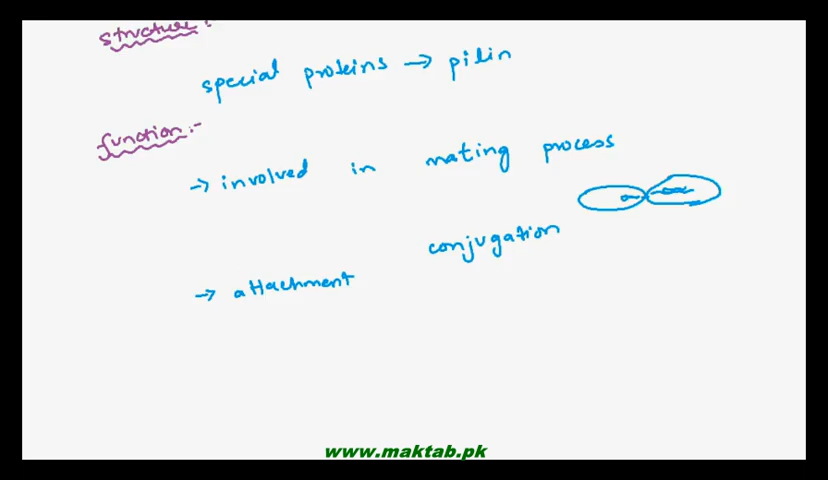 structure:
special proteins → pilin
function:-
→ involved in mating process
conjugation
→ attachment
www.maktab.pk